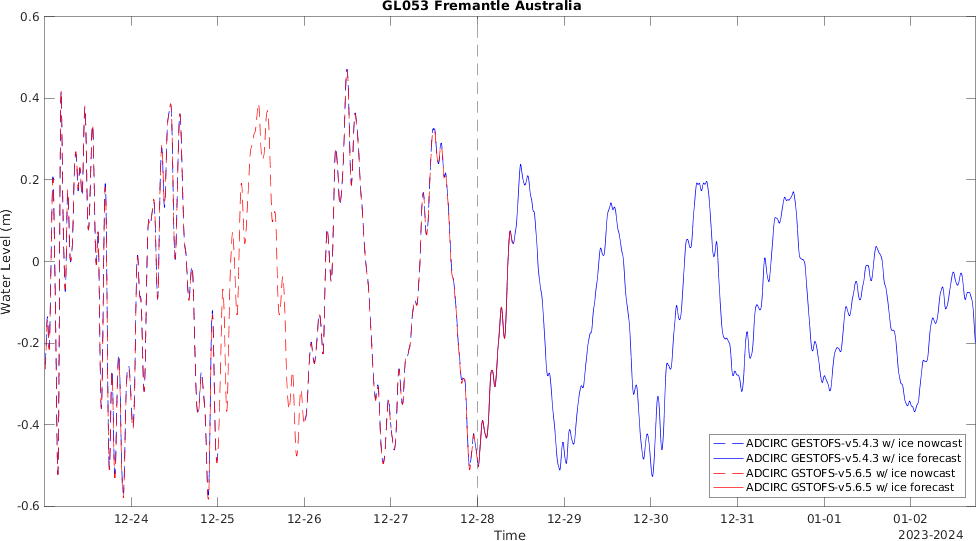 GL053 Fremantle Australia
0.6
0.4
0.2
0
-0.2
-0.4
-0.6
Water Level (m)
12-24
12-25
12-26
12-27
12-28
12-29
12-30
12-31
01-01
01-02
Time
2023-2024
ADCIRC GESTOFS-v5.4.3 w/ ice nowcast
ADCIRC GESTOFS-v5.4.3 w/ ice forecast
ADCIRC GSTOFS-v5.6.5 w/ ice nowcast
ADCIRC GSTOFS-v5.6.5 w/ ice forecast